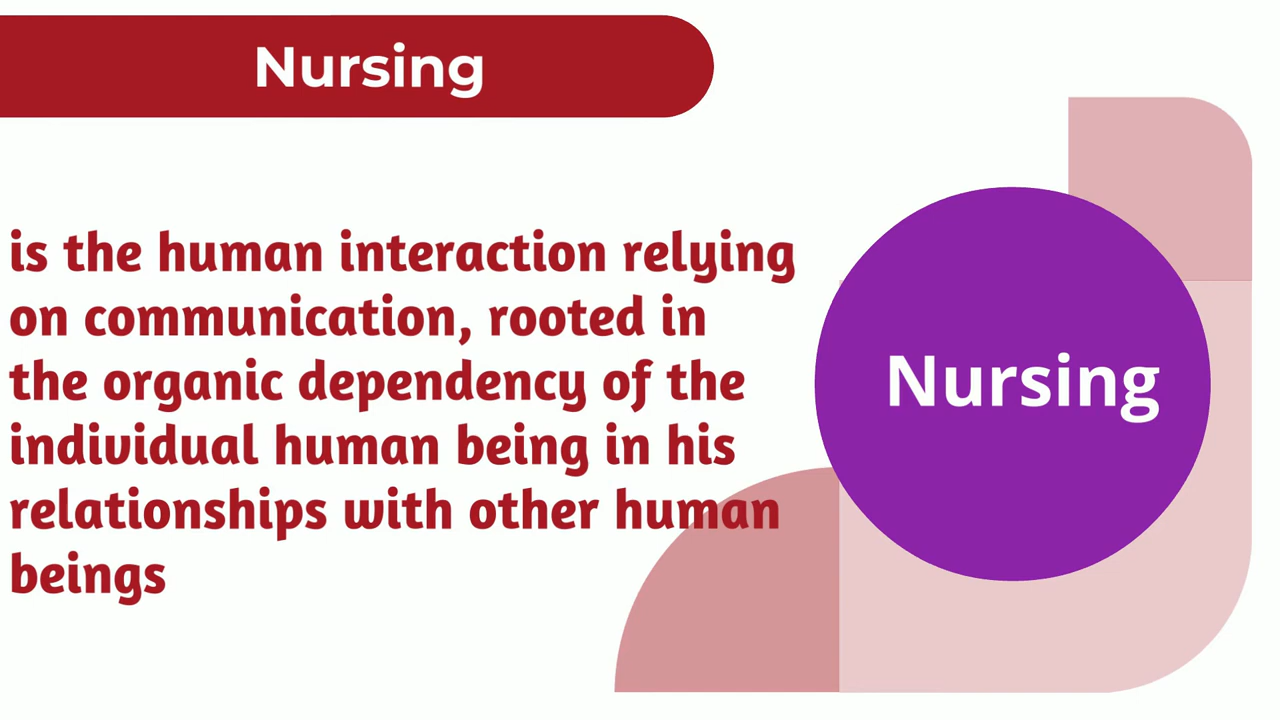 Nursing
is the human interaction relying
on communication, rooted in
the organic dependency of the
individual human being in his
relationships with other human
beings
Nursing